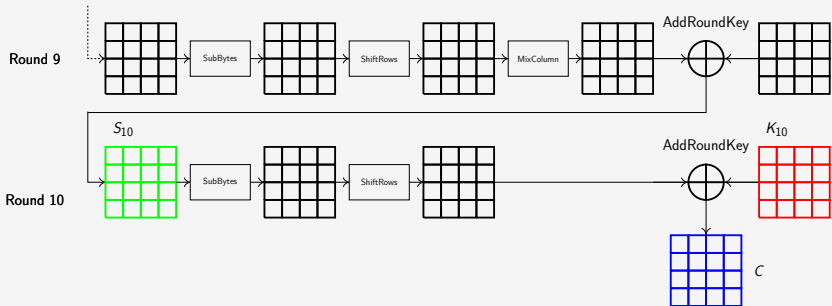 AddRoundKey
Round 9
SubBytes
ShiftRows
MixColumn
S10
AddRoundKey
K10
Round 10
SubBytes
ShiftRows
C